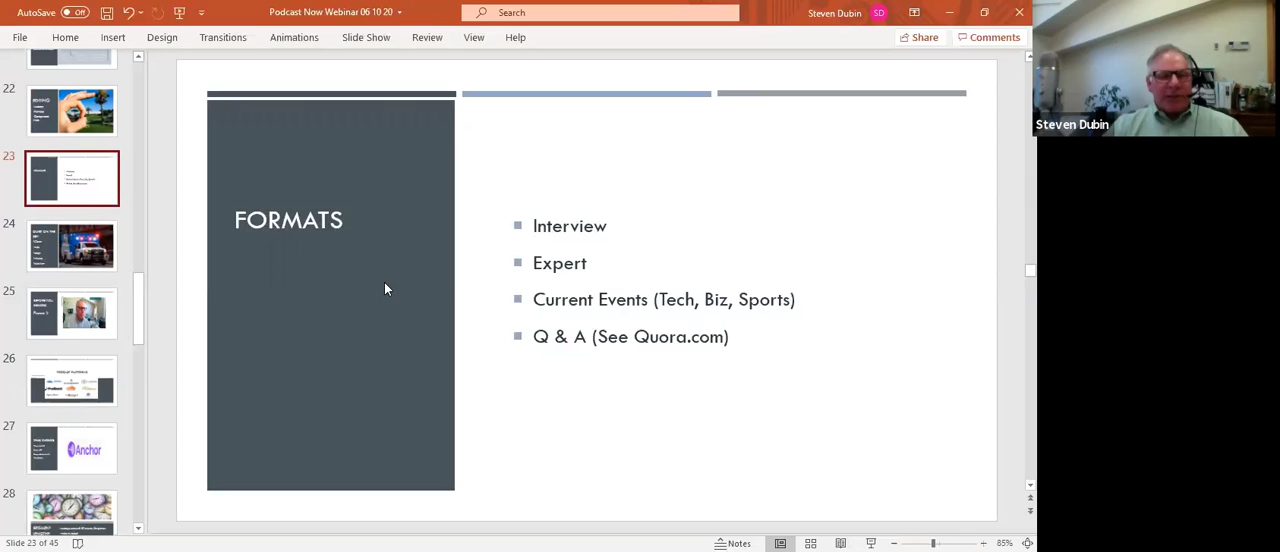 AutoSave Off
Podcast Now Webinar 06 10 20
Search
Steven Dubin
SD
File Home Insert Design Transitions Animations Slide Show Review View Help
Share Comments
22
23
24
25
26
27
28
Anchor
FORMATS
Interview
Expert
Current Events (Tech, Biz, Sports)
Q & A (See Quora.com)
Steven Dubin
Slide 23 of 45
Notes
85%